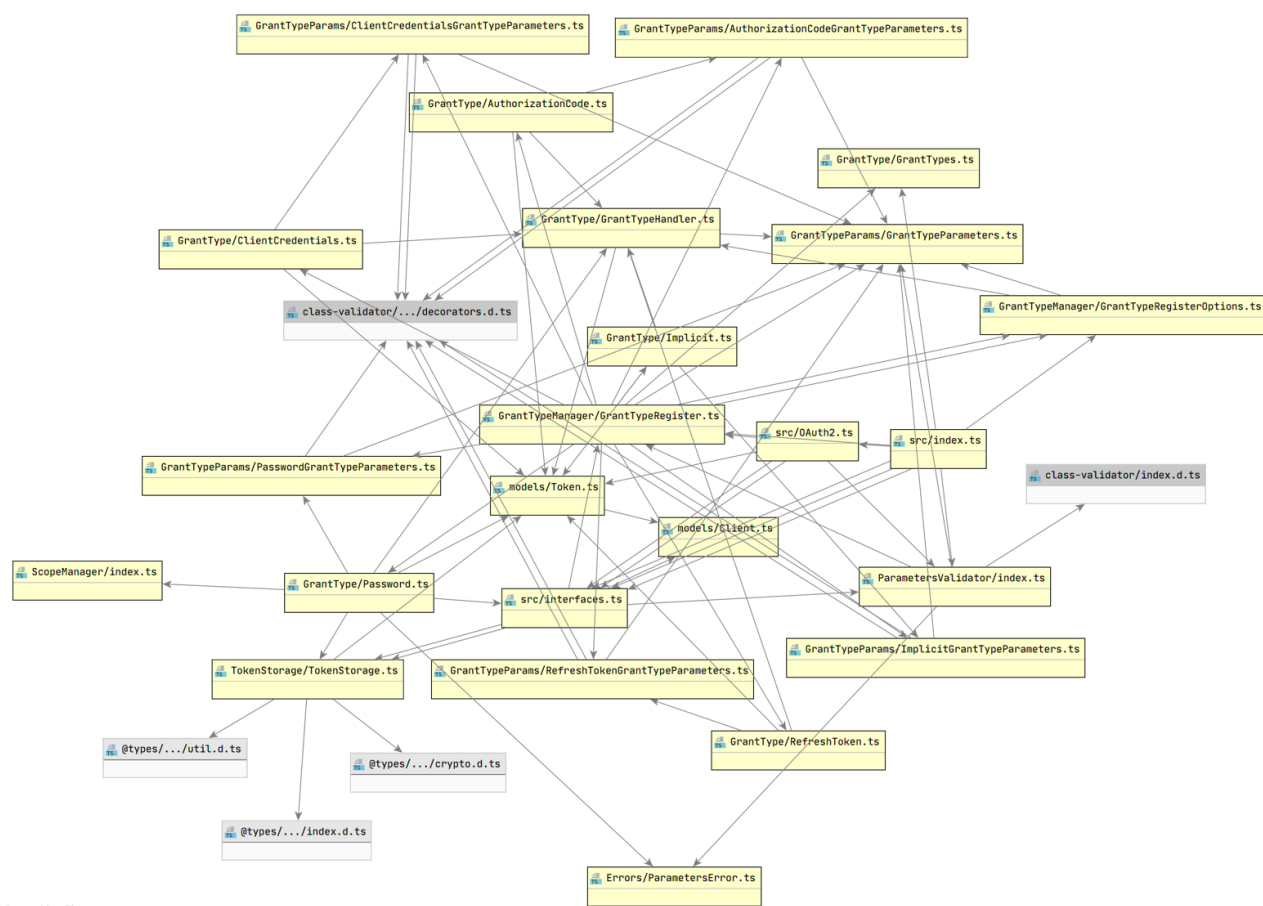 GrantTypeParams/ClientCredentialsGrantTypeParameters.ts
GrantTypeParams/AuthorizationCodeGrantTypeParameters.ts
GrantType/AuthorizationCode.ts
GrantType/GrantTypes.ts
GrantType/GrantTypeHandler.ts
GrantType/ClientCredentials.ts
GrantTypeParams/GrantTypeParameters.ts
class-validator/.../decorators.d.ts
GrantTypeManager/GrantTypeRegisterOptions.ts
GrantType/Implicit.ts
GrantTypeManager/GrantTypeRegister.ts
src/OAuth2.ts
src/index.ts
GrantTypeParams/PasswordGrantTypeParameters.ts
class-validator/index.d.ts
models/Token.ts
models/Client.ts
ScopeManager/index.ts
GrantType/Password.ts
ParametersValidator/index.ts
src/interfaces.ts
GrantTypeParams/ImplicitGrantTypeParameters.ts
TokenStorage/TokenStorage.ts
GrantTypeParams/RefreshTokenGrantTypeParameters.ts
GrantType/RefreshToken.ts
@types/.../util.d.ts
@types/.../crypto.d.ts
@types/.../index.d.ts
Errors/ParametersError.ts